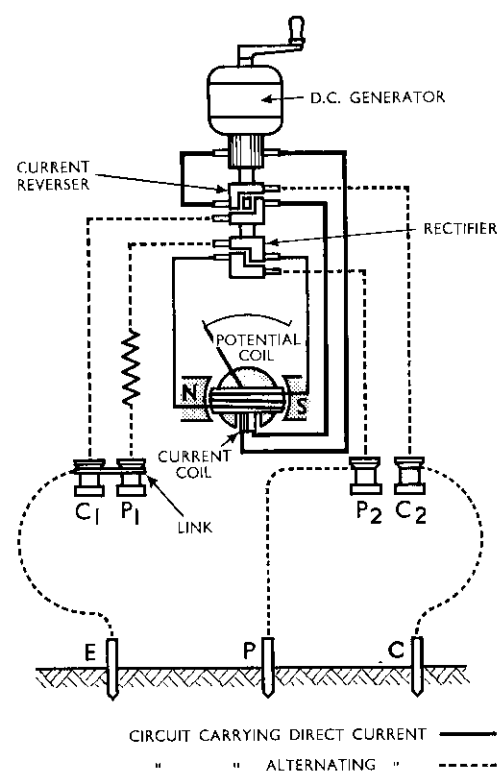 D.C. GENERATOR
CURRENT
REVERSER
RECTIFIER
POTENTIAL
COIL
N
S
CURRENT
COIL
C1
P1
LINK
P2
C2
E
P
C
CIRCUIT CARRYING DIRECT CURRENT
" " ALTERNATING "